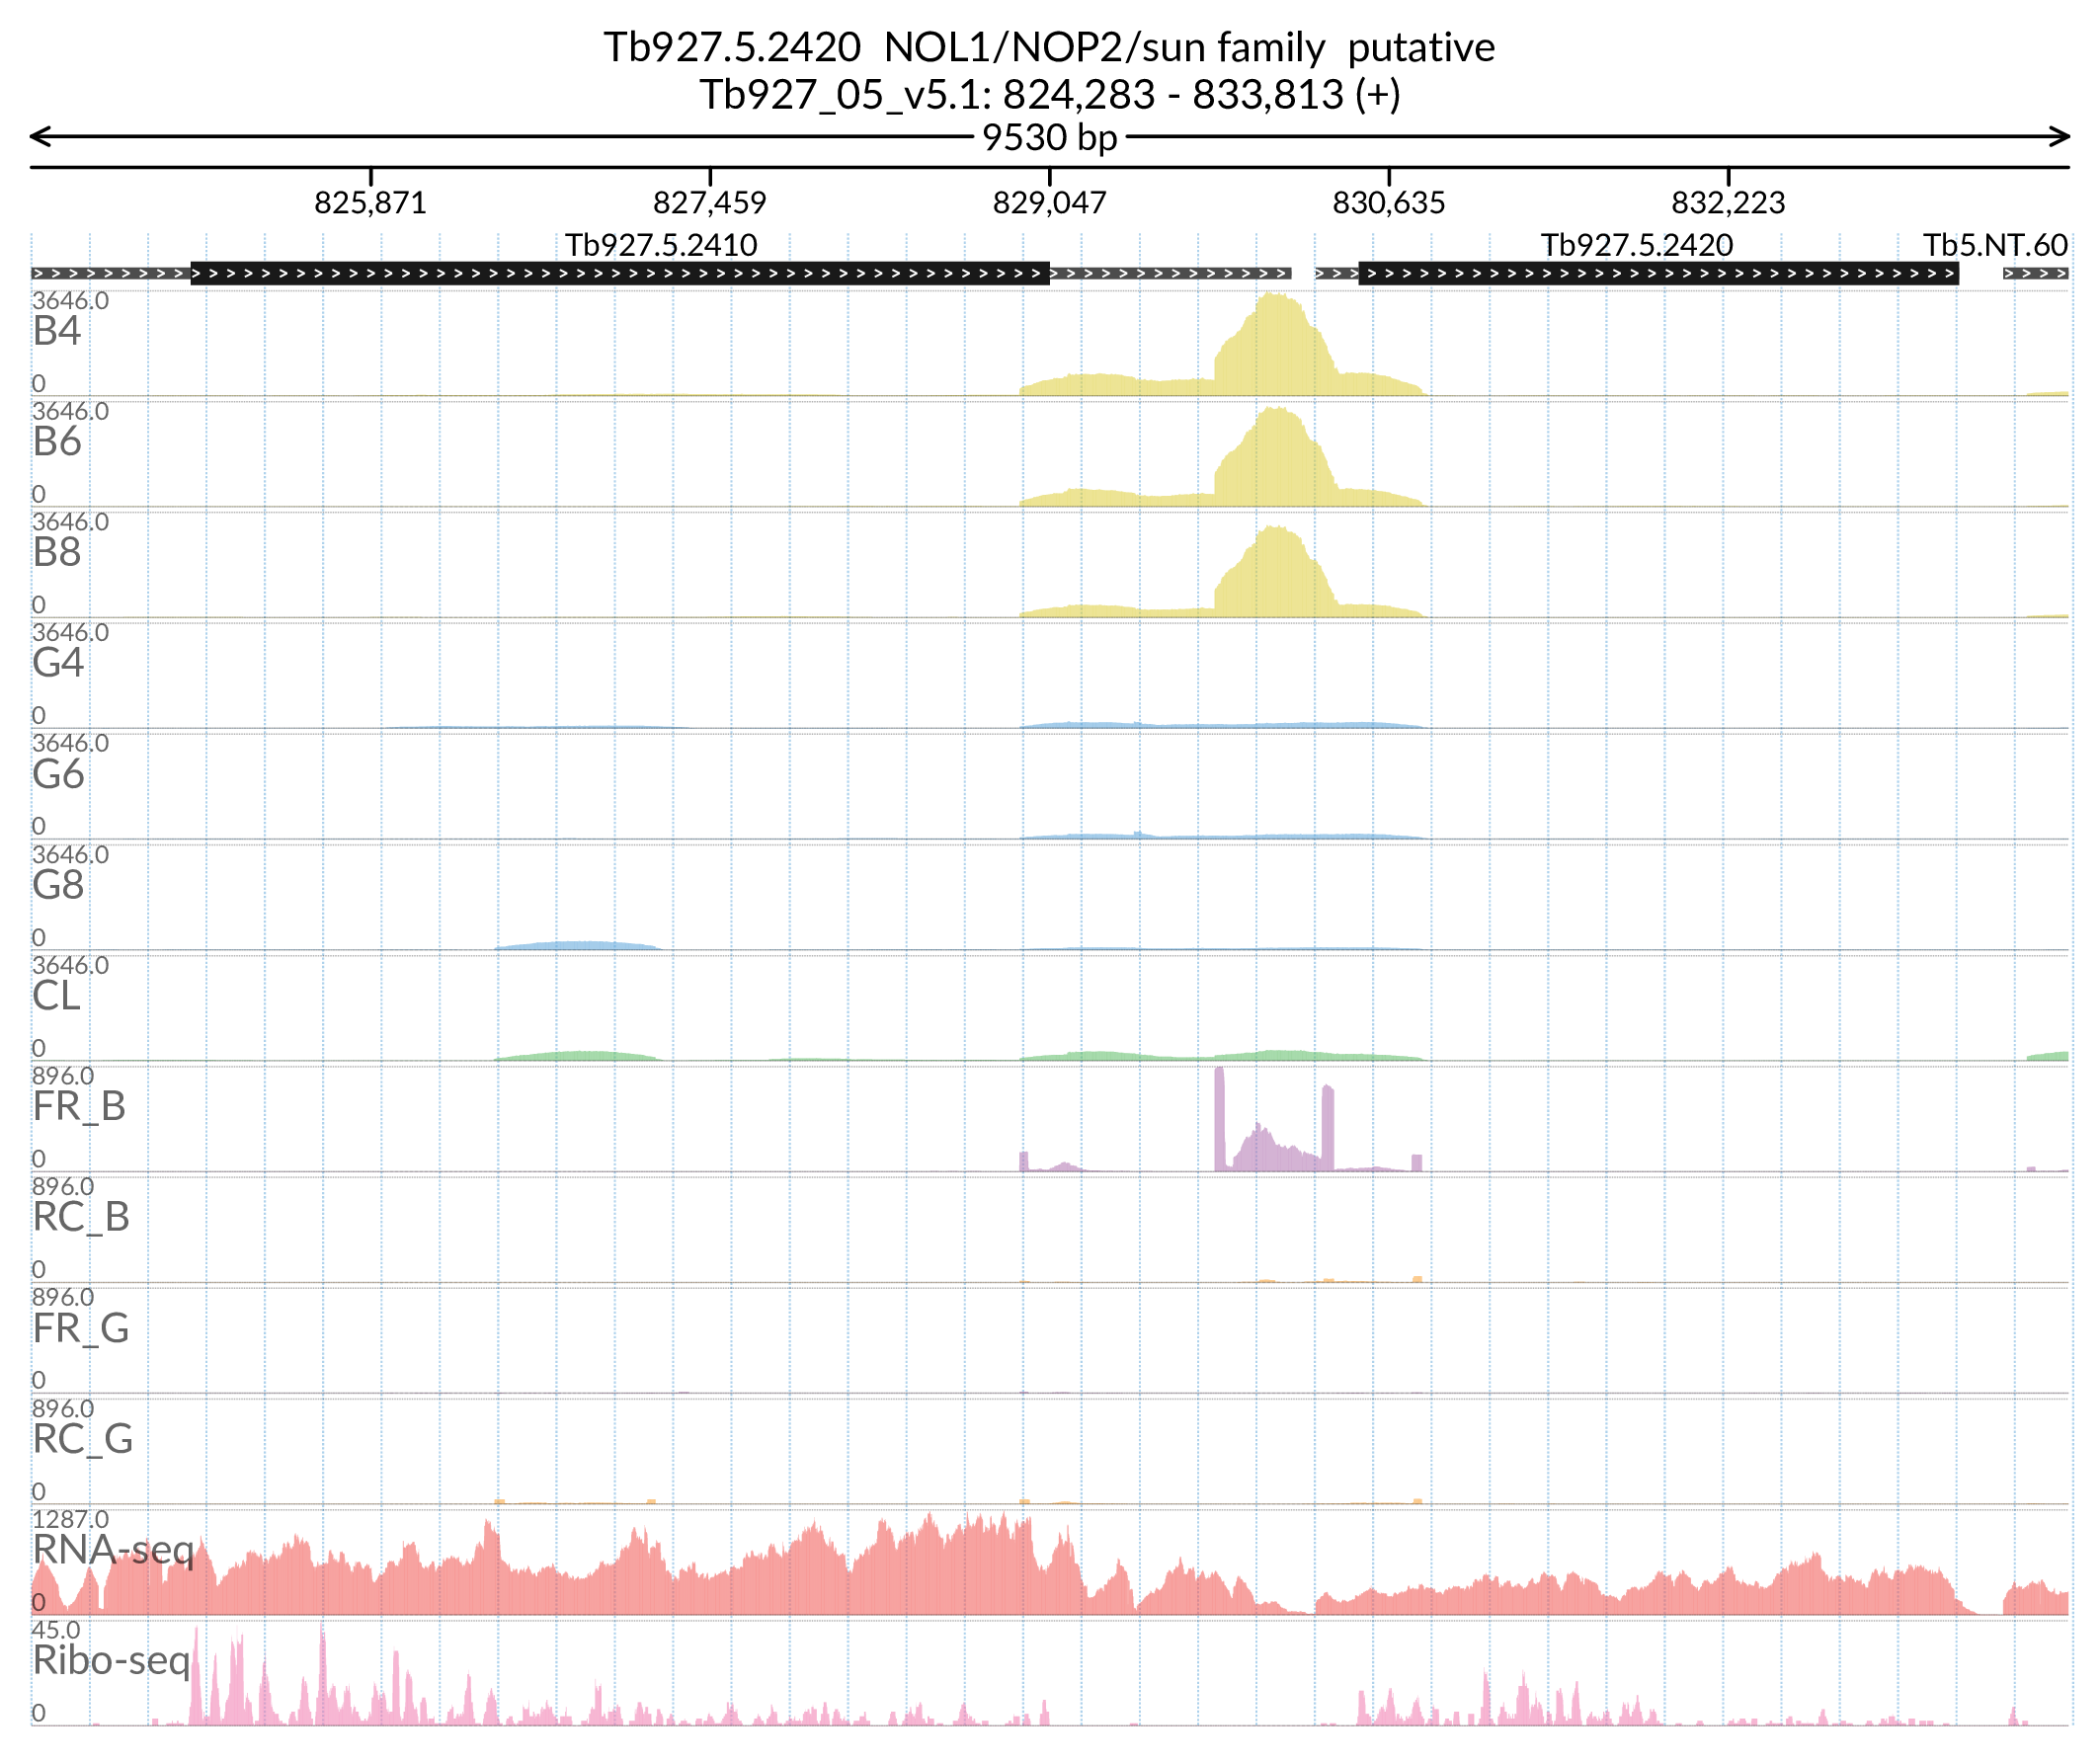 Tb927.5.2420  NOL1/NOP2/sun family  putative
Tb927_05_v5.1: 824,283 - 833,813 (+)
9530 bp
825,871 827,459 829,047 830,635 832,223
Tb927.5.2410 Tb927.5.2420 Tb5.NT.60
3646.0
B4
0
3646.0
B6
0
3646.0
B8
0
3646.0
G4
0
3646.0
G6
0
3646.0
G8
0
3646.0
CL
0
896.0
FR_B
0
896.0
RC_B
0
896.0
FR_G
0
896.0
RC_G
0
1287.0
RNA-seq
0
45.0
Ribo-seq
0